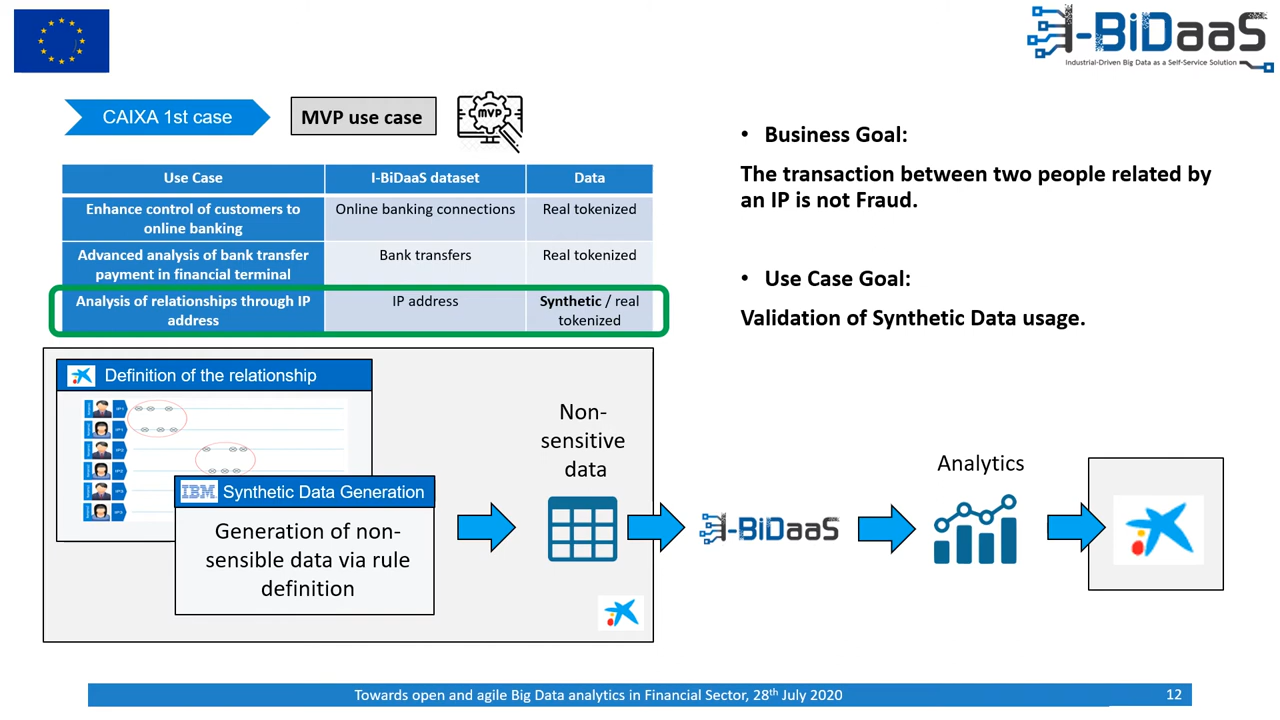 I-BiDaaS
Industrial-Driven Big Data as a Self-Service Solution
CAIXA 1st case
MVP use case
MVP
Use Case
I-BiDaaS dataset
Data
Enhance control of customers to
online banking
Online banking connections
Real tokenized
Advanced analysis of bank transfer
payment in financial terminal
Bank transfers
Real tokenized
Analysis of relationships through IP
address
IP address
Synthetic / real
tokenized
• Business Goal:
The transaction between two people related by
an IP is not Fraud.
• Use Case Goal:
Validation of Synthetic Data usage.
Definition of the relationship
IBM Synthetic Data Generation
Generation of non-
sensible data via rule
definition
Non-
sensitive
data
I-BiDaaS
Analytics
Towards open and agile Big Data analytics in Financial Sector, 28th July 2020
12